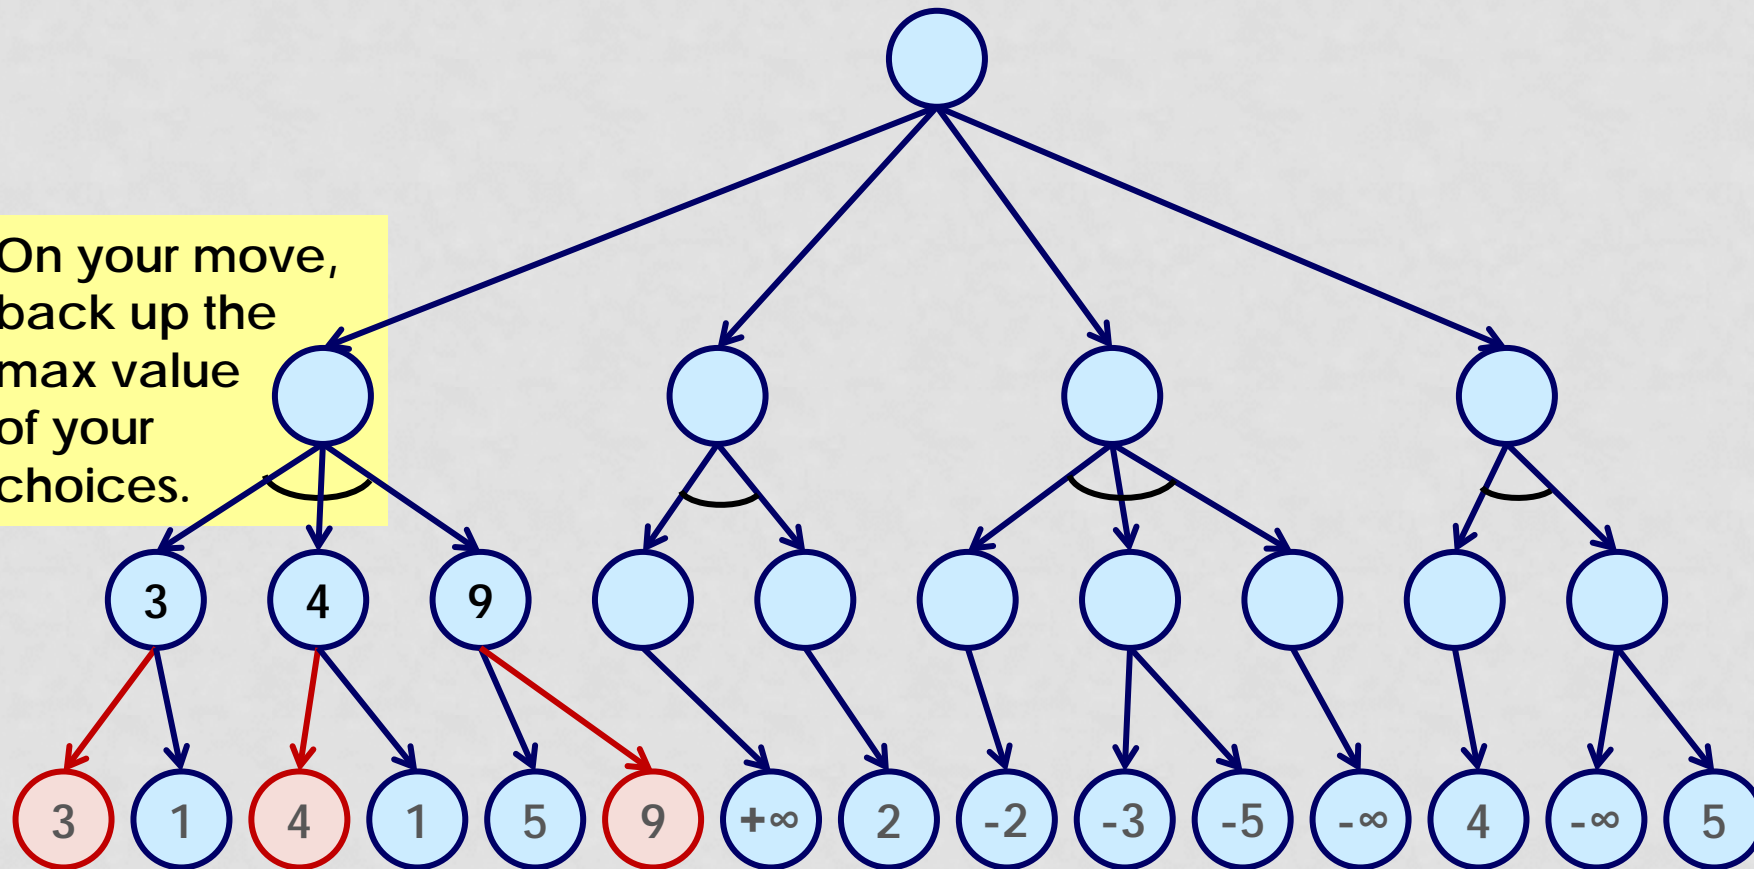 On your move,
back up the
max value
of your
choices.
3 4 9
3 1 4 1 5 9 +∞ 2 -2 -3 -5 -∞ 4 -∞ 5